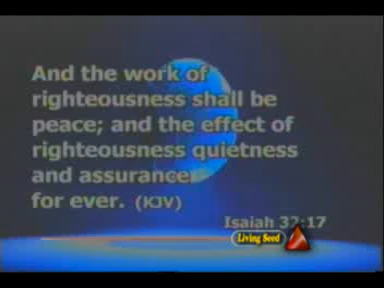 And the work of
righteousness shall be
peace; and the effect of
righteousness quietness
and assurance
for ever. (KJV)
Isaiah 32:17
Living Seed